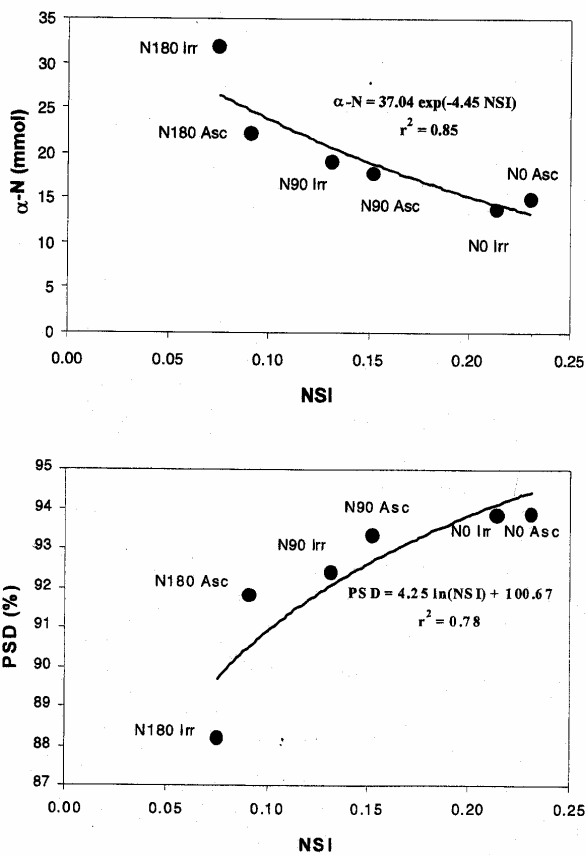 35
30
25
20
15
10
5
0
α-N (mmol)
N180 Irr
α-N = 37.04 exp(-4.45 NSI)
r² = 0.85
N180 Asc
N90 Irr
N90 Asc
N0 Asc
N0 Irr
0.00 0.05 0.10 0.15 0.20 0.25
NSI
95
94
93
92
91
90
89
88
87
PSD (%)
N90 Asc
N0 Irr N0 Asc
N90 Irr
N180 Asc
PSD = 4.25 ln(NSI) + 100.67
r² = 0.78
N180 Irr
0.00 0.05 0.10 0.15 0.20 0.25
NSI